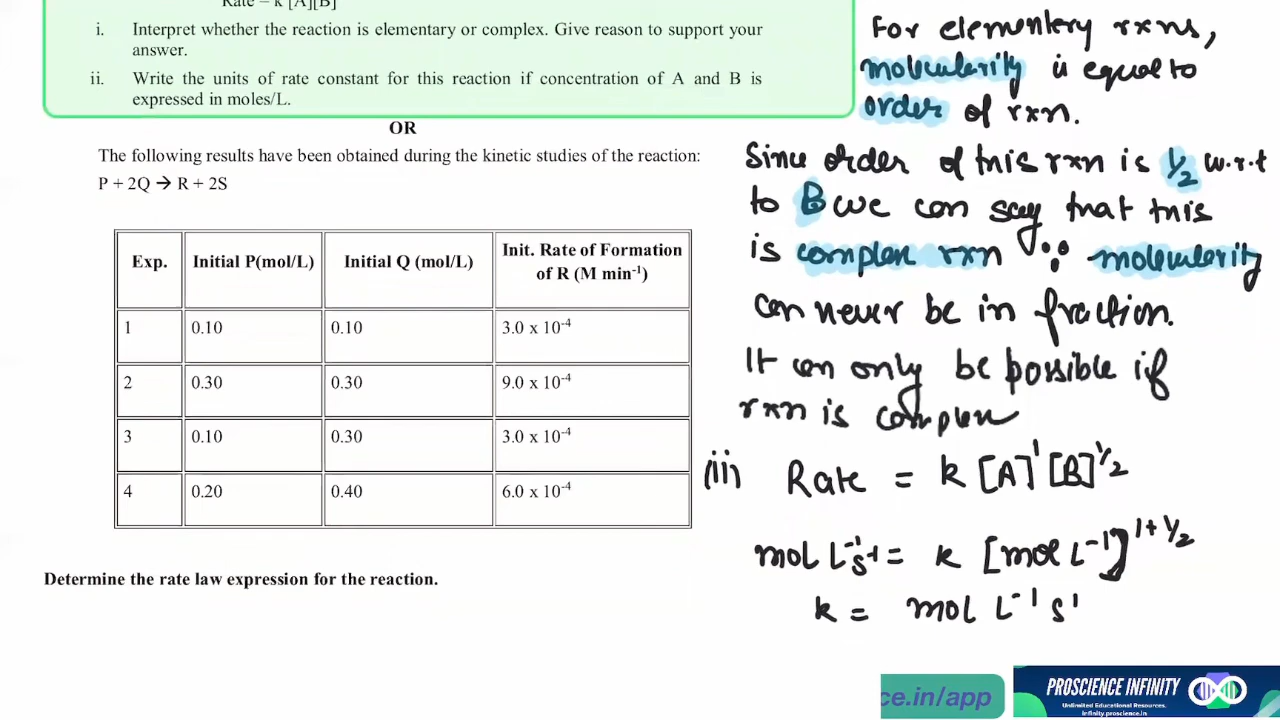 Rate = k [A][B]
i. Interpret whether the reaction is elementary or complex. Give reason to support your
answer.
ii. Write the units of rate constant for this reaction if concentration of A and B is
expressed in moles/L.
OR
The following results have been obtained during the kinetic studies of the reaction:
P + 2Q → R + 2S
Exp. Initial P(mol/L) Initial Q (mol/L) Init. Rate of Formation
of R (M min⁻¹)
1 0.10 0.10 3.0 x 10⁻⁴
2 0.30 0.30 9.0 x 10⁻⁴
3 0.10 0.30 3.0 x 10⁻⁴
4 0.20 0.40 6.0 x 10⁻⁴
Determine the rate law expression for the reaction.
For elementery rxns,
molecularity is equal to
order of rxn.
Since order of this rxn is 1/2 w.r.t
to B we can say that this
is complex rxn ∵ molecularity
can never be in fraction.
It can only be possible if
rxn is complex
(ii) Rate = k [A]¹ [B]^1/2
mol L⁻¹ s⁻¹ = k [mol L⁻¹]^1+1/2
k = mol L⁻¹ s¹
ce.in/app
PROSCIENCE INFINITY
Unlimited Educational Resources.
infinity.proscience.in